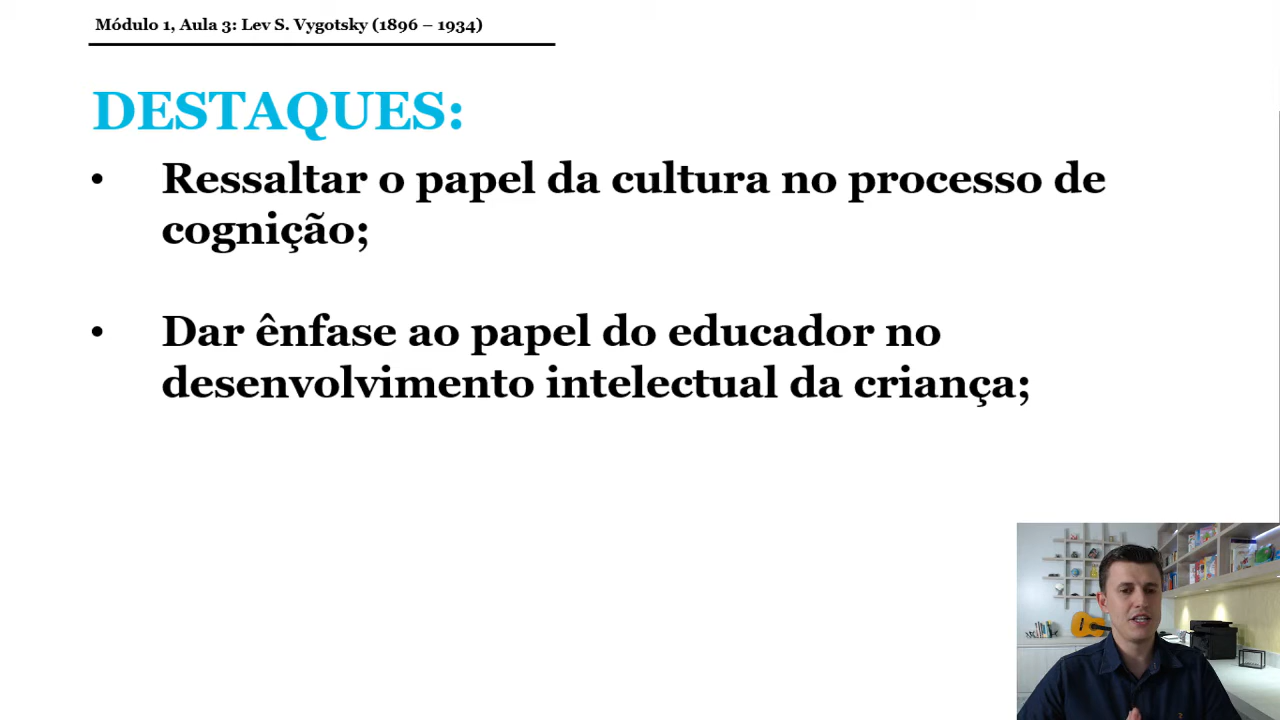 Módulo 1, Aula 3: Lev S. Vygotsky (1896 – 1934)
DESTAQUES:
• Ressaltar o papel da cultura no processo de
cognição;
• Dar ênfase ao papel do educador no
desenvolvimento intelectual da criança;